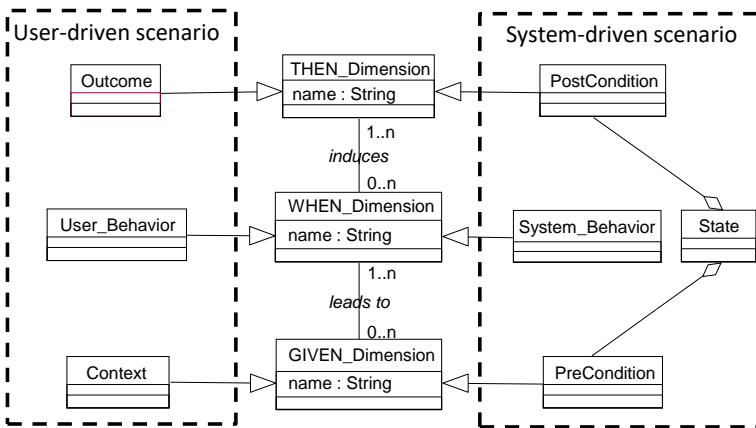 User-driven scenario
System-driven scenario
Outcome
THEN_Dimension
name : String
PostCondition
1..n
induces
0..n
User_Behavior
WHEN_Dimension
name : String
System_Behavior
State
1..n
leads to
0..n
Context
GIVEN_Dimension
name : String
PreCondition